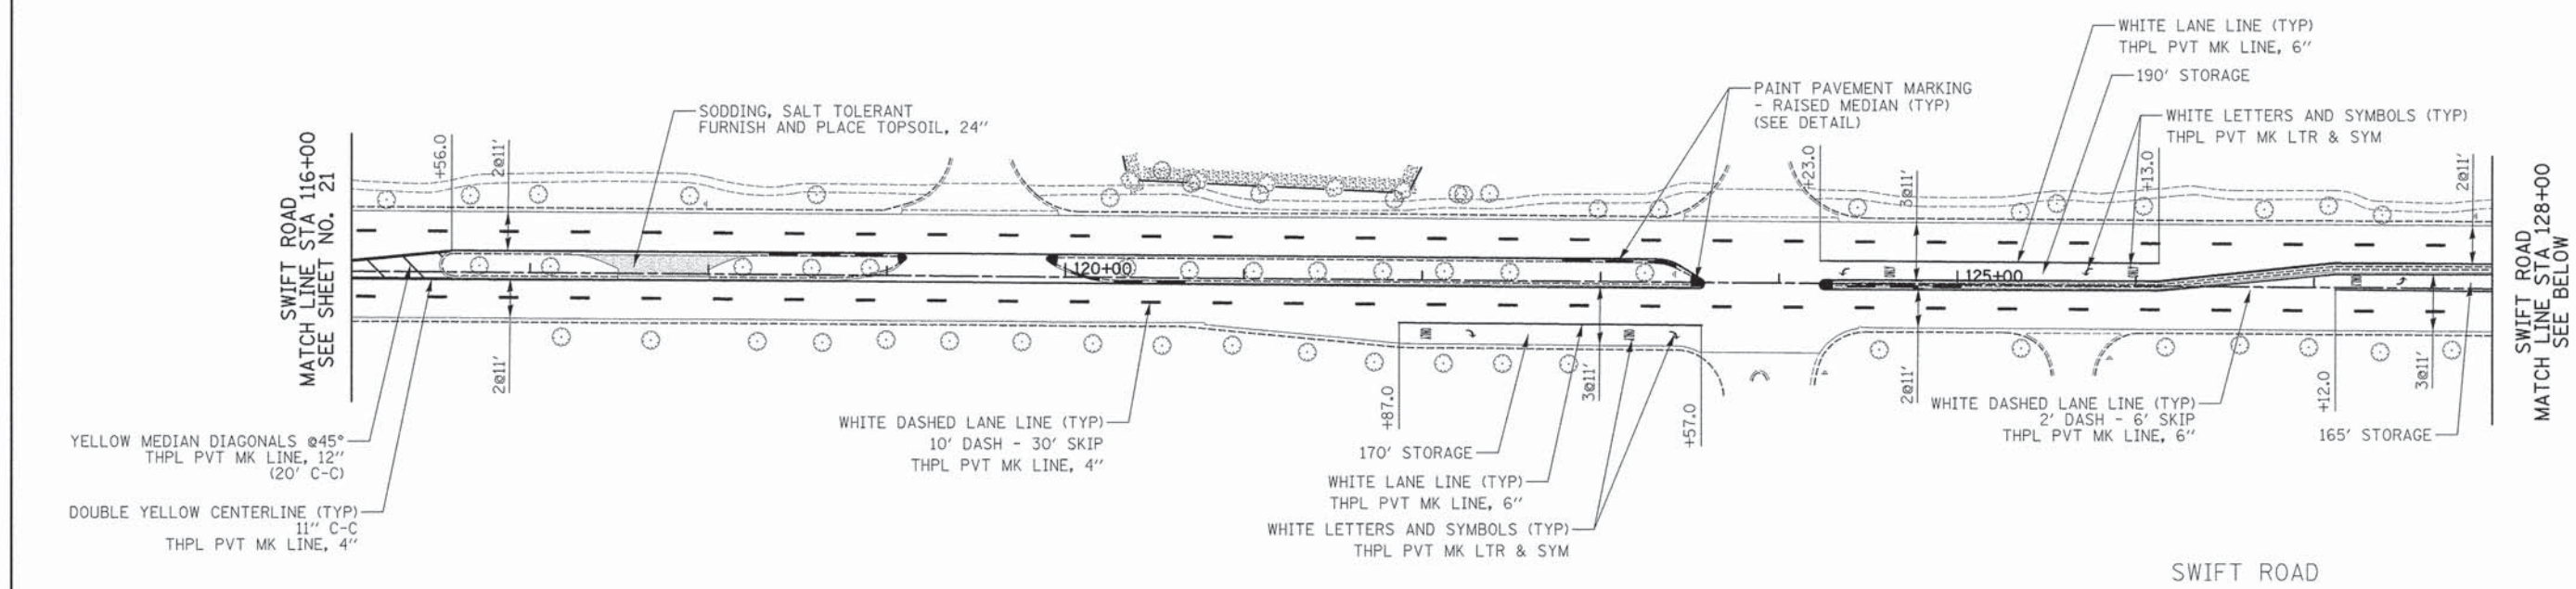 WHITE LANE LINE (TYP)
THPL PVT MK LINE, 6"
190' STORAGE
PAINT PAVEMENT MARKING
- RAISED MEDIAN (TYP)
(SEE DETAIL)
WHITE LETTERS AND SYMBOLS (TYP)
THPL PVT MK LTR & SYM
SODDING, SALT TOLERANT
FURNISH AND PLACE TOPSOIL, 24"
SWIFT ROAD
MATCH LINE STA 116+00
SEE SHEET NO. 21
+56.0
2@11'
+23.0
3@11'
+13.0
2@11'
120+00
125+00
ONLY
ONLY
SWIFT ROAD
MATCH LINE STA 128+00
SEE BELOW
2@11'
+87.0
3@11'
+57.0
2@11'
+12.0
3@11'
YELLOW MEDIAN DIAGONALS @45°
THPL PVT MK LINE, 12"
(20' C-C)
DOUBLE YELLOW CENTERLINE (TYP)
11" C-C
THPL PVT MK LINE, 4"
WHITE DASHED LANE LINE (TYP)
10' DASH - 30' SKIP
THPL PVT MK LINE, 4"
170' STORAGE
WHITE LANE LINE (TYP)
THPL PVT MK LINE, 6"
WHITE LETTERS AND SYMBOLS (TYP)
THPL PVT MK LTR & SYM
WHITE DASHED LANE LINE (TYP)
2' DASH - 6' SKIP
THPL PVT MK LINE, 6"
165' STORAGE
SWIFT ROAD